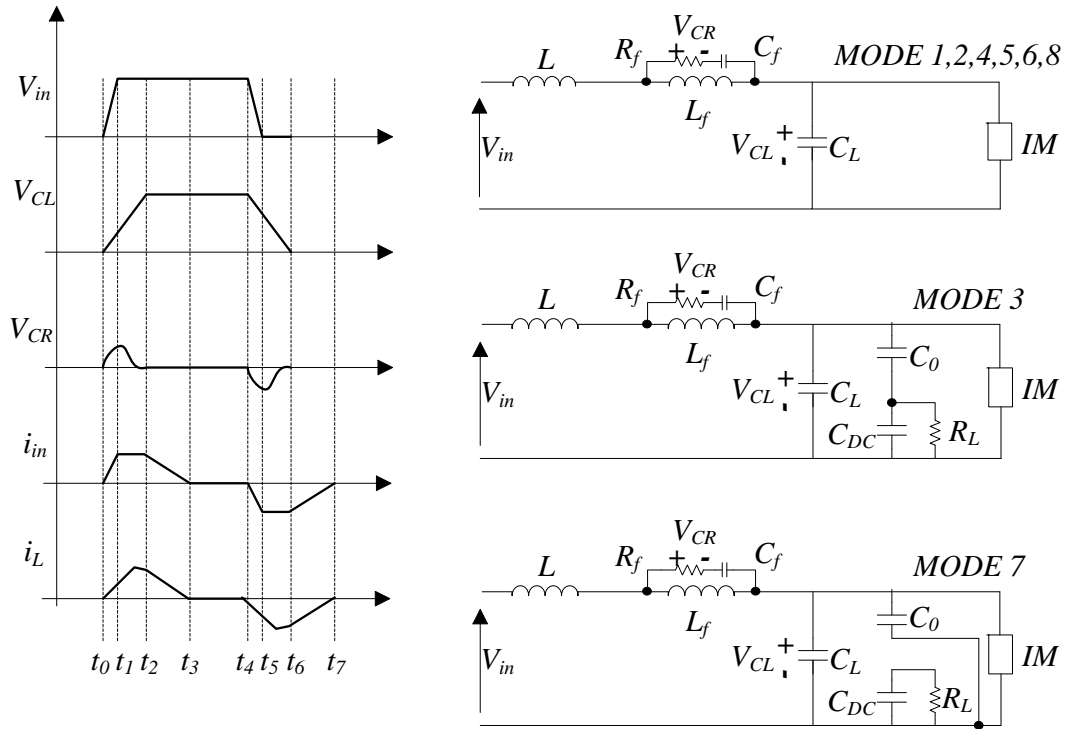 V_in
V_CL
V_CR
i_in
i_L
t_0 t_1 t_2 t_3 t_4 t_5 t_6 t_7
MODE 1,2,4,5,6,8
L
R_f
V_CR
+ -
C_f
L_f
V_in
V_CL
+
-
C_L
IM
MODE 3
L
R_f
V_CR
+ -
C_f
L_f
V_in
V_CL
+
-
C_L
C_0
C_DC
R_L
IM
MODE 7
L
R_f
V_CR
+ -
C_f
L_f
V_in
V_CL
+
-
C_L
C_0
C_DC
R_L
IM